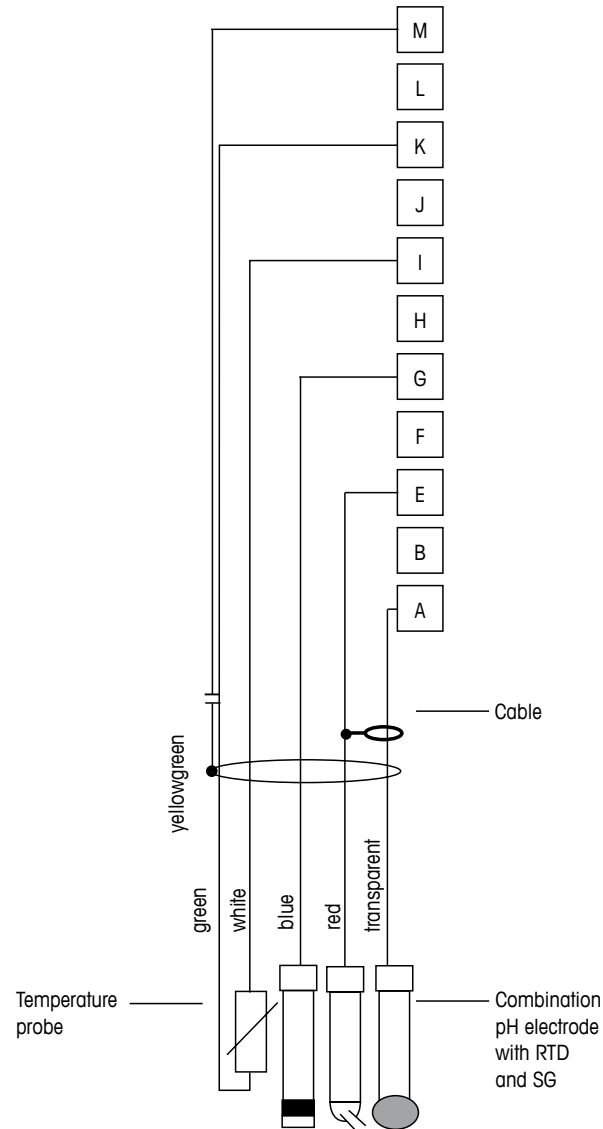 M
L
K
J
I
H
G
F
E
B
A
Cable
yellowgreen
green
white
blue
red
transparent
Temperature
probe
Combination
pH electrode
with RTD
and SG